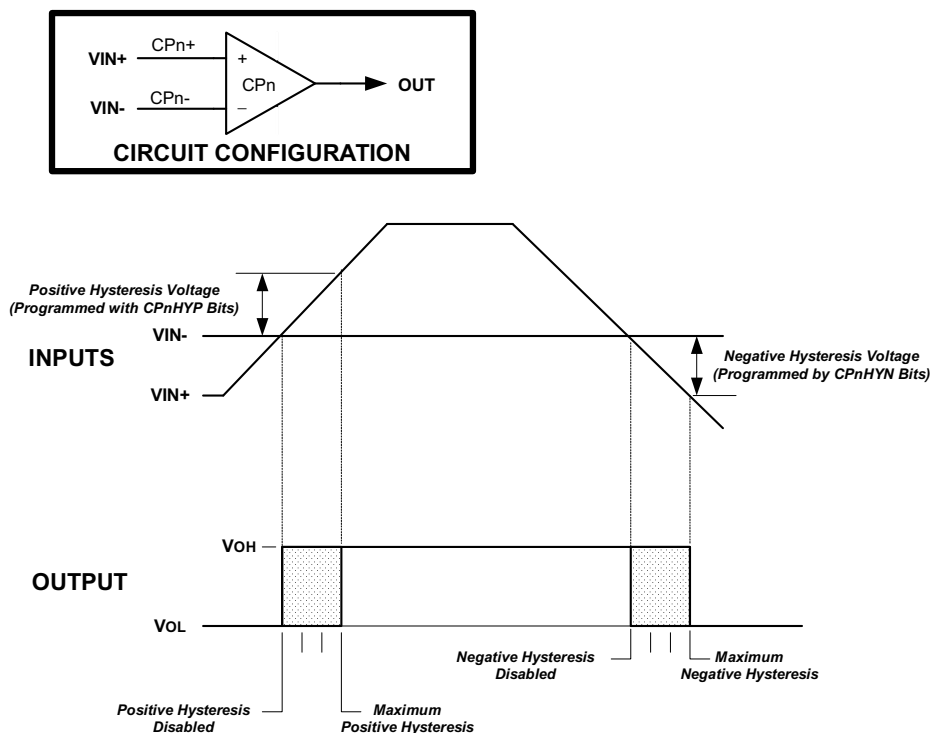 VIN+
CPn+
+
CPn
OUT
VIN-
CPn-
–
CIRCUIT CONFIGURATION
Positive Hysteresis Voltage
(Programmed with CPnHYP Bits)
VIN-
INPUTS
VIN+
Negative Hysteresis Voltage
(Programmed by CPnHYN Bits)
VOH
OUTPUT
VOL
Negative Hysteresis
Disabled
Maximum
Negative Hysteresis
Positive Hysteresis
Disabled
Maximum
Positive Hysteresis